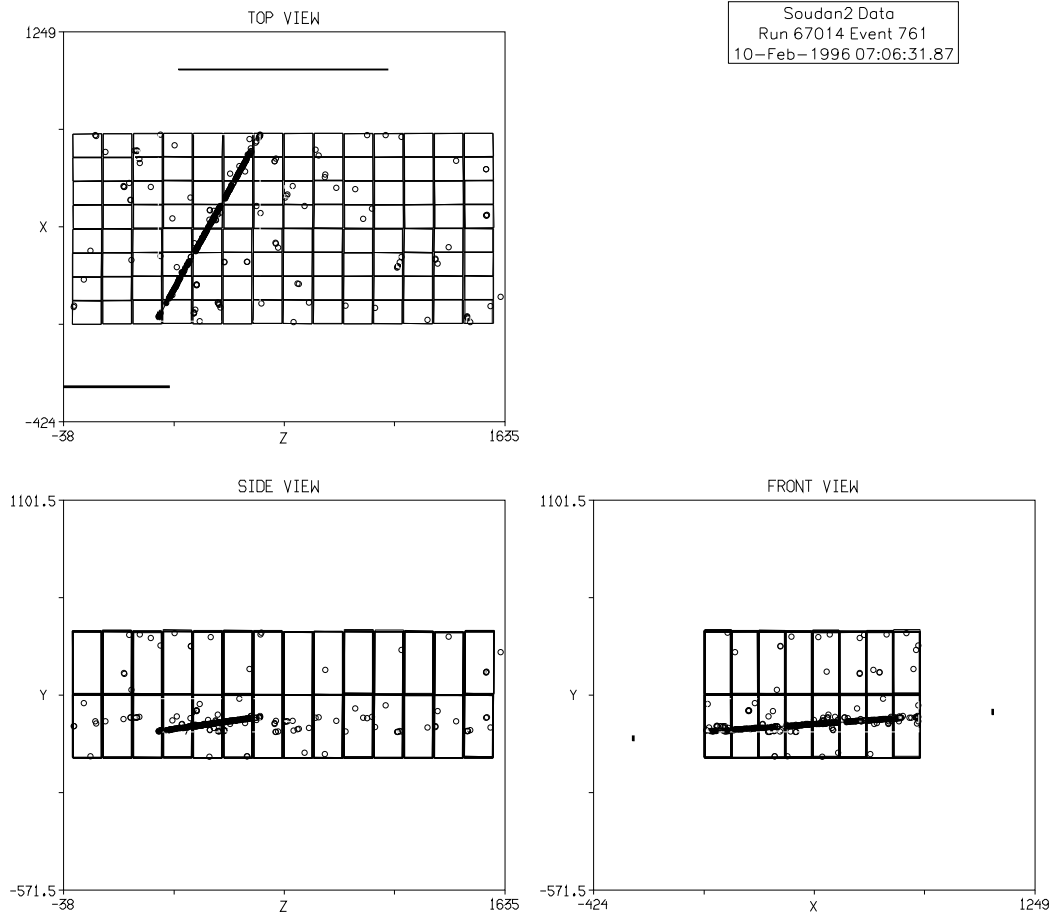 TOP VIEW
1249
X
-424
-38
Z
1635
Soudan2 Data
Run 67014 Event 761
10-Feb-1996 07:06:31.87
SIDE VIEW
1101.5
Y
-571.5
-38
Z
1635
FRONT VIEW
1101.5
Y
-571.5
-424
X
1249